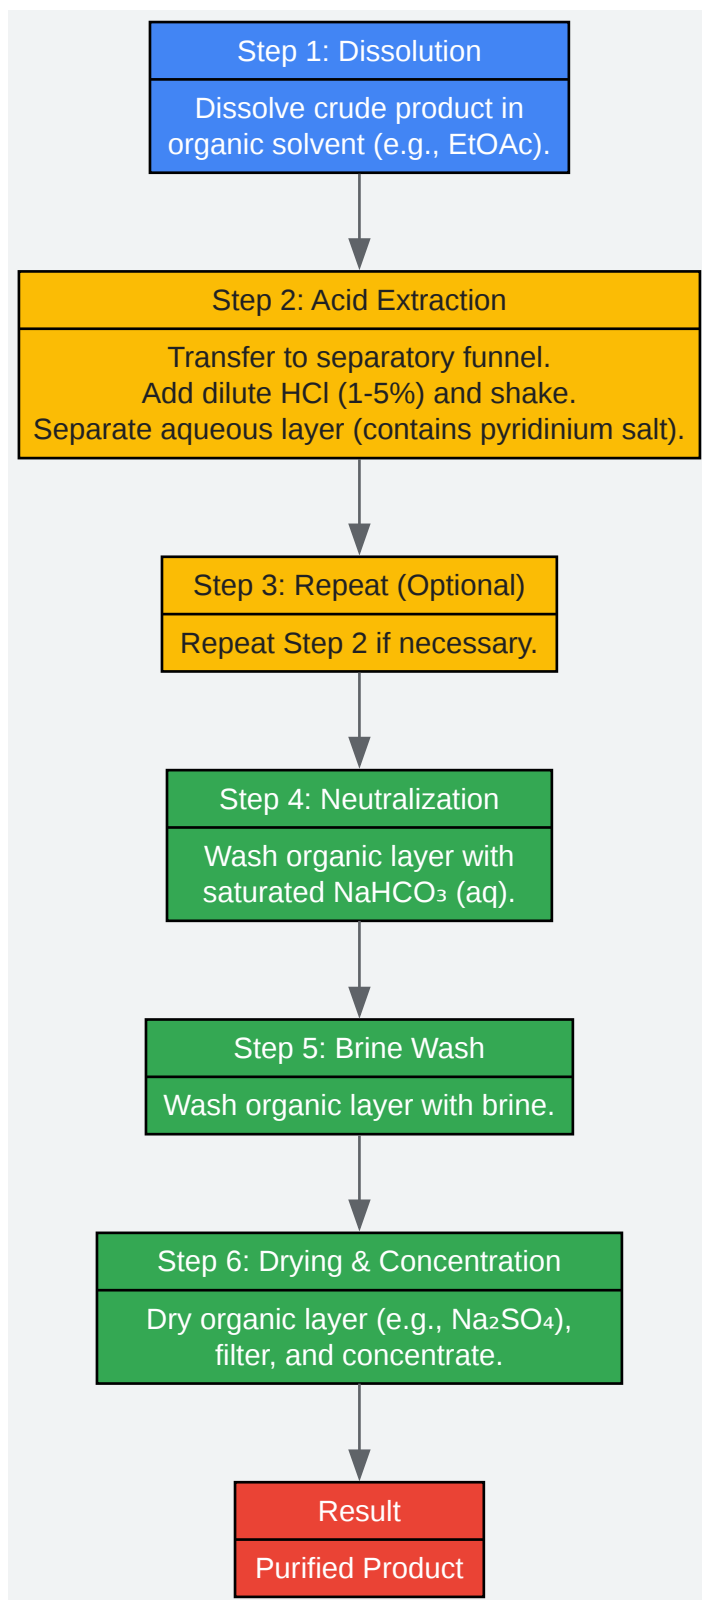 Step 1: Dissolution
Dissolve crude product in
organic solvent (e.g., EtOAc).
Step 2: Acid Extraction
Transfer to separatory funnel.
Add dilute HCl (1-5%) and shake.
Separate aqueous layer (contains pyridinium salt).
Step 3: Repeat (Optional)
Repeat Step 2 if necessary.
Step 4: Neutralization
Wash organic layer with
saturated NaHCO₃ (aq).
Step 5: Brine Wash
Wash organic layer with brine.
Step 6: Drying & Concentration
Dry organic layer (e.g., Na₂SO₄),
filter, and concentrate.
Result
Purified Product